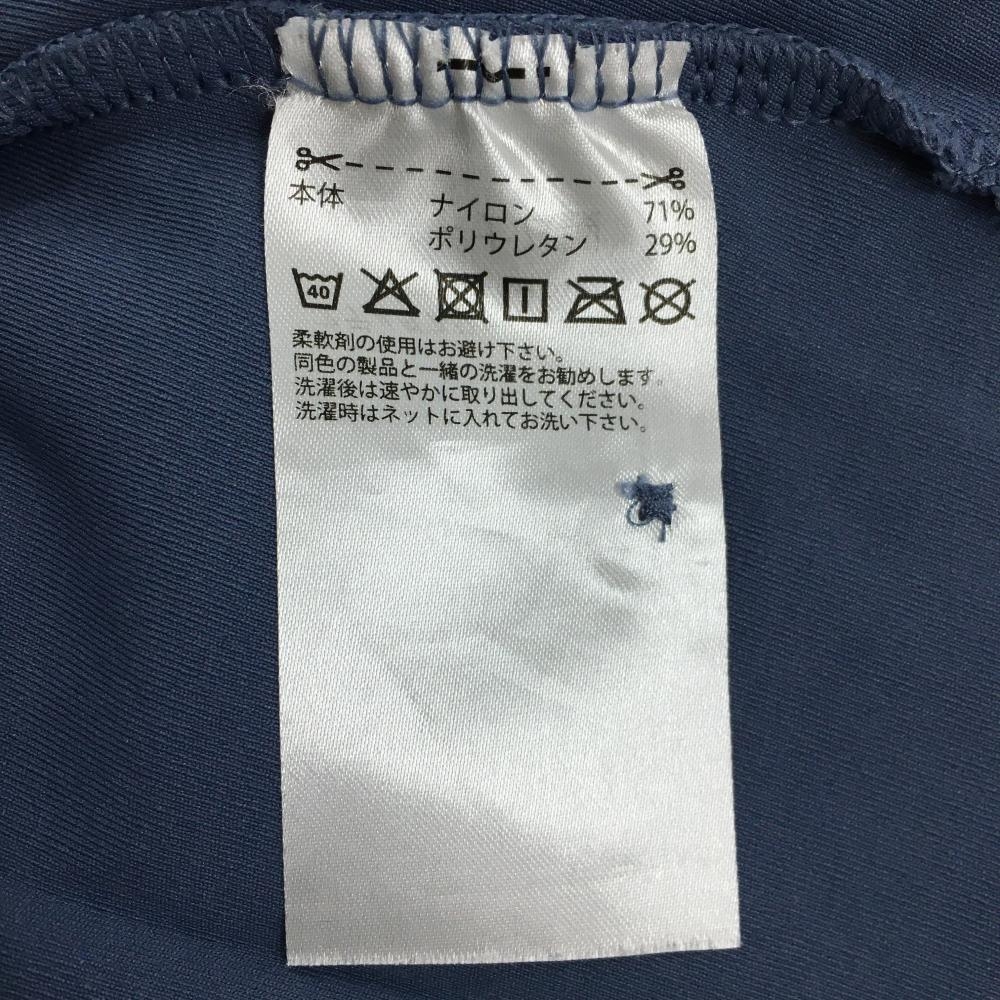 本体 ナイロン 71%
ポリウレタン 29%
40
柔軟剤の使用はお避け下さい。
同色の製品と一緒の洗濯をお勧めします。
洗濯後は速やかに取り出してください。
洗濯時はネットに入れてお洗い下さい。